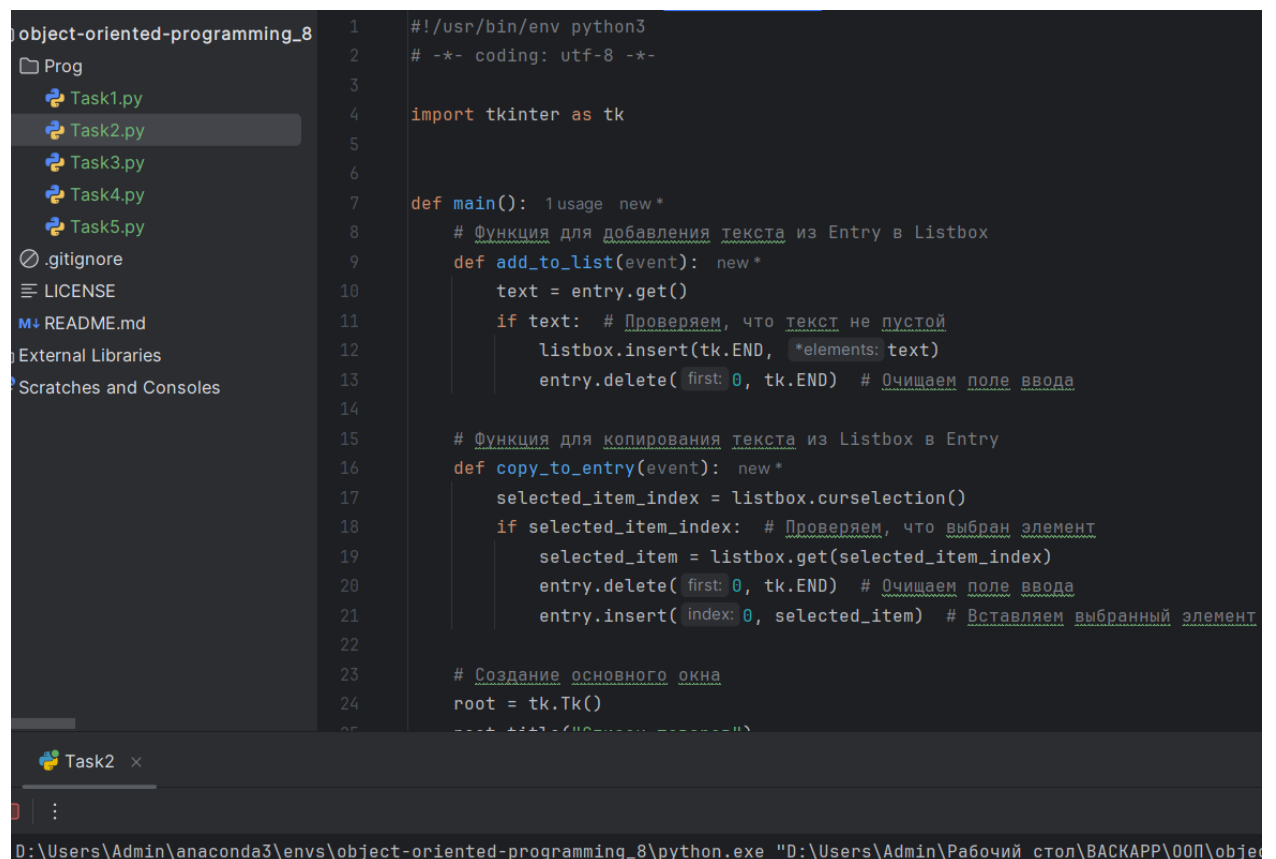 object-oriented-programming_8
Prog
Task1.py
Task2.py
Task3.py
Task4.py
Task5.py
.gitignore
LICENSE
M↓ README.md
External Libraries
Scratches and Consoles
1 #!/usr/bin/env python3
2 # -*- coding: utf-8 -*-
3
4 import tkinter as tk
5
6
7 def main(): 1 usage new *
8 # Функция для добавления текста из Entry в Listbox
9 def add_to_list(event): new *
10 text = entry.get()
11 if text: # Проверяем, что текст не пустой
12 listbox.insert(tk.END, *elements: text)
13 entry.delete( first: 0, tk.END) # Очищаем поле ввода
14
15 # Функция для копирования текста из Listbox в Entry
16 def copy_to_entry(event): new *
17 selected_item_index = listbox.curselection()
18 if selected_item_index: # Проверяем, что выбран элемент
19 selected_item = listbox.get(selected_item_index)
20 entry.delete( first: 0, tk.END) # Очищаем поле ввода
21 entry.insert( index: 0, selected_item) # Вставляем выбранный элемент
22
23 # Создание основного окна
24 root = tk.Tk()
Task2 ×
D:\Users\Admin\anaconda3\envs\object-oriented-programming_8\python.exe "D:\Users\Admin\Рабочий стол\ВАСКАРР\ООП\objec